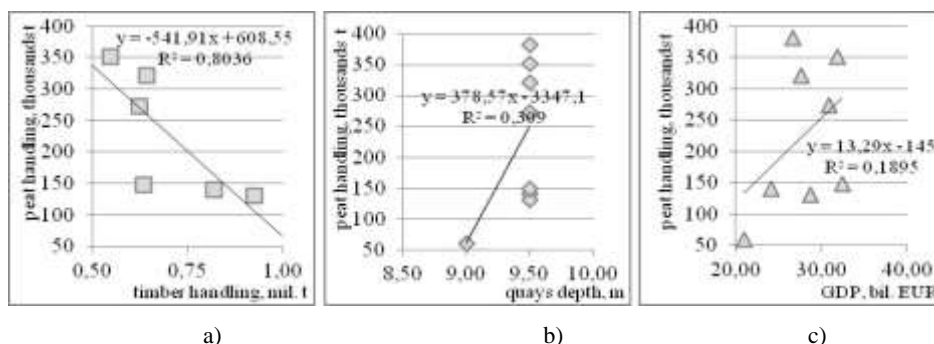 400
350
300
250
200
150
100
50
peat handling, thousands t
y = -541,91x + 608,55
R² = 0,8036
0,50 0,75 1,00
timber handling, mil. t
a)
400
350
300
250
200
150
100
50
peat handling, thousands t
y = 378,57x - 3347,1
R² = 0,309
8,50 9,00 9,50 10,00
quays depth, m
b)
400
350
300
250
200
150
100
50
peat handling, thousands t
y = 13,29x - 145
R² = 0,1895
20,00 30,00 40,00
GDP, bil. EUR
c)